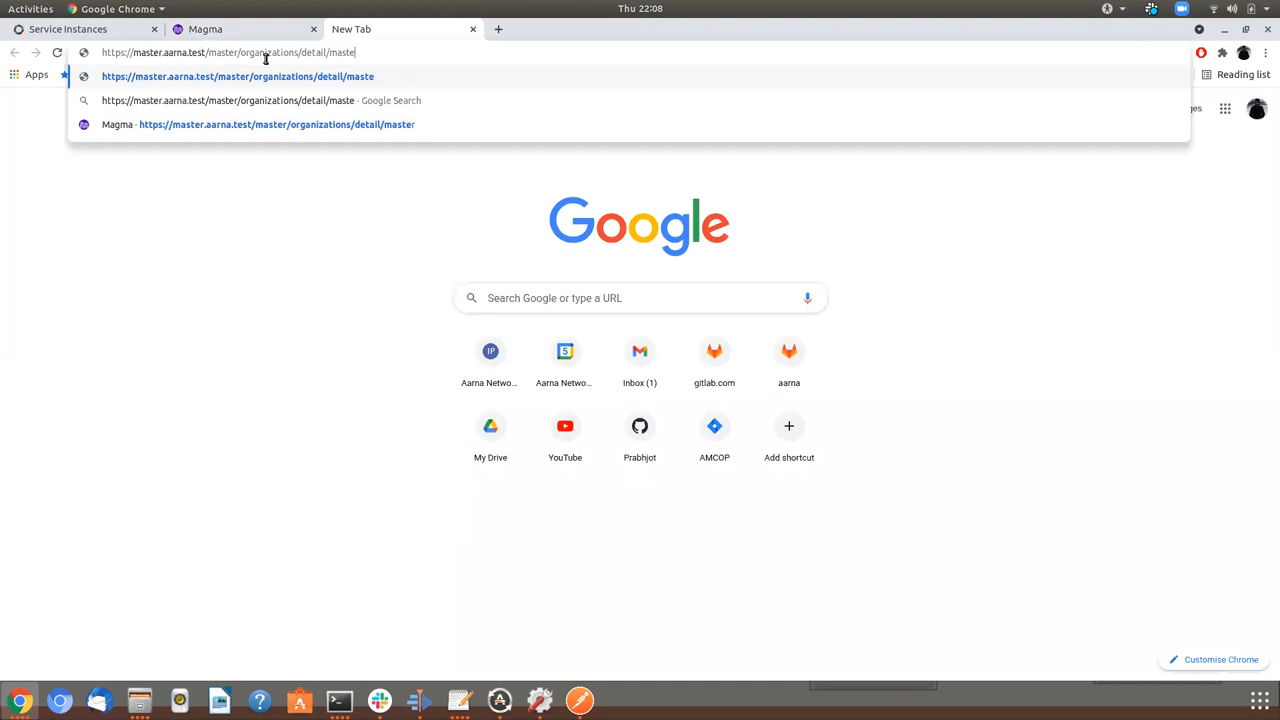 Activities Google Chrome Thu 22:08
Service Instances Magma New Tab
https://master.aarna.test/master/organizations/detail/maste
https://master.aarna.test/master/organizations/detail/maste
https://master.aarna.test/master/organizations/detail/maste - Google Search
Magma - https://master.aarna.test/master/organizations/detail/master
Apps Reading list
Google
Search Google or type a URL
IP 5
Aarna Netwo... Aarna Netwo... Inbox (1) gitlab.com aarna
My Drive YouTube Prabhjot AMCOP Add shortcut
Customise Chrome